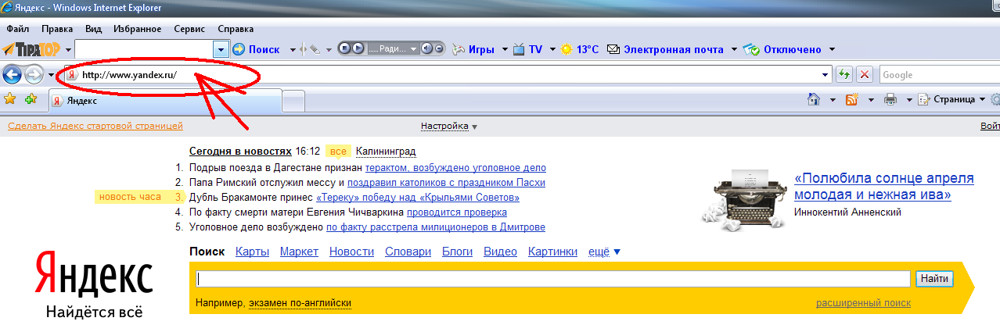 Яндекс - Windows Internet Explorer
Файл Правка Вид Избранное Сервис Справка
TIPATOP Поиск ..... Ради... Игры TV 13°C Электронная почта Отключено
http://www.yandex.ru/ Google
Яндекс Страница
Сделать Яндекс стартовой страницей Настройка Войт
Сегодня в новостях 16:12 все Калининград
1. Подрыв поезда в Дагестане признан терактом, возбуждено уголовное дело
2. Папа Римский отслужил мессу и поздравил католиков с праздником Пасхи
новость часа 3. Дубль Бракамонте принес «Тереку» победу над «Крыльями Советов»
4. По факту смерти матери Евгения Чичваркина проводится проверка
5. Уголовное дело возбуждено по факту расстрела милиционеров в Дмитрове
«Полюбила солнце апреля
молодая и нежная ива»
Иннокентий Анненский
Яндекс
Найдётся всё
Поиск Карты Маркет Новости Словари Блоги Видео Картинки ещё
Найти
Например, экзамен по-английски расширенный поиск